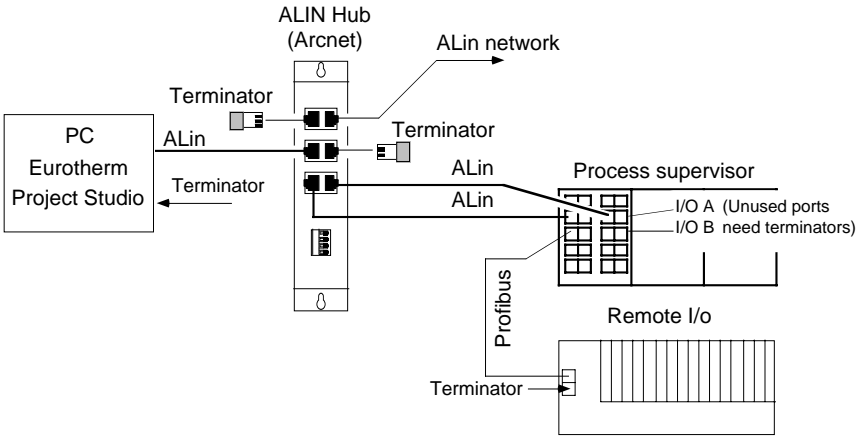 ALIN Hub
(Arcnet)
ALin network
Terminator
Terminator
PC
Eurotherm
Project Studio
ALin
Terminator
ALin
ALin
Process supervisor
I/O A (Unused ports
I/O B need terminators)
Profibus
Remote I/o
Terminator